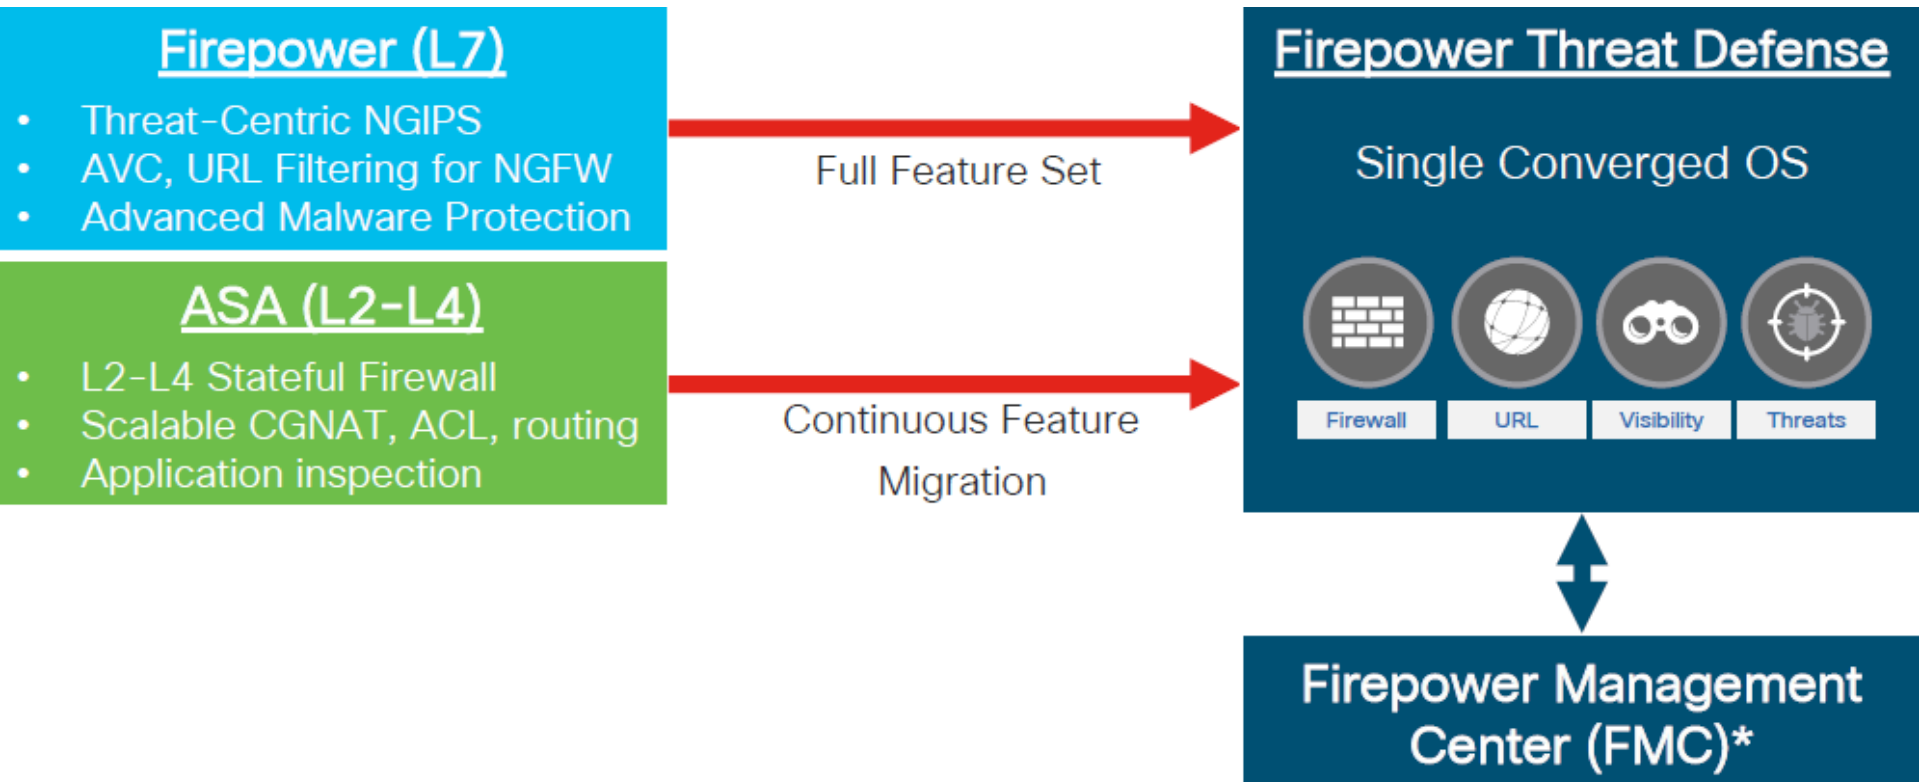 Firepower (L7)
• Threat-Centric NGIPS
• AVC, URL Filtering for NGFW
• Advanced Malware Protection
ASA (L2-L4)
• L2-L4 Stateful Firewall
• Scalable CGNAT, ACL, routing
• Application inspection
Full Feature Set
Continuous Feature
Migration
Firepower Threat Defense
Single Converged OS
Firewall
URL
Visibility
Threats
Firepower Management
Center (FMC)*